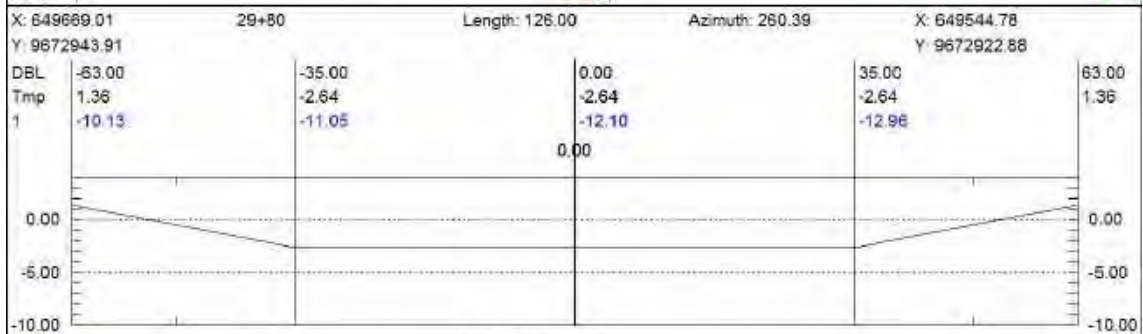 X: 649669.01 29+80 Length: 126.00 Azimuth: 260.39 X: 649544.78
Y: 9672943.91 Y: 9672922.88
DBL -63.00 -35.00 0.00 35.00 63.00
Tmp 1.36 -2.64 -2.64 -2.64 1.36
1 -10.13 -11.05 -12.10 -12.96
0.00
0.00 0.00
-5.00 -5.00
-10.00 -10.00